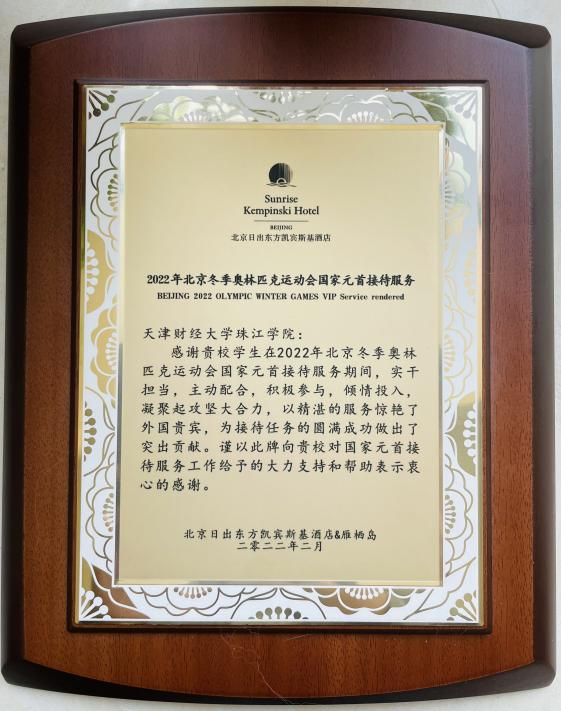 Sunrise
Kempinski Hotel
BEIJING
北京日出东方凯宾斯基酒店
2022年北京冬季奥林匹克运动会国家元首接待服务
BEIJING 2022 OLYMPIC WINTER GAMES VIP Service rendered
天津财经大学珠江学院：
感谢贵校学生在2022年北京冬季奥林
匹克运动会国家元首接待服务期间，实干
担当，主动配合，积极参与，倾情投入，
凝聚起攻坚大合力，以精湛的服务惊艳了
外国贵宾，为接待任务的圆满成功做出了
突出贡献。谨以此牌向贵校对国家元首接
待服务工作给予的大力支持和帮助表示衷
心的感谢。
北京日出东方凯宾斯基酒店&雁栖岛
二零二二年二月